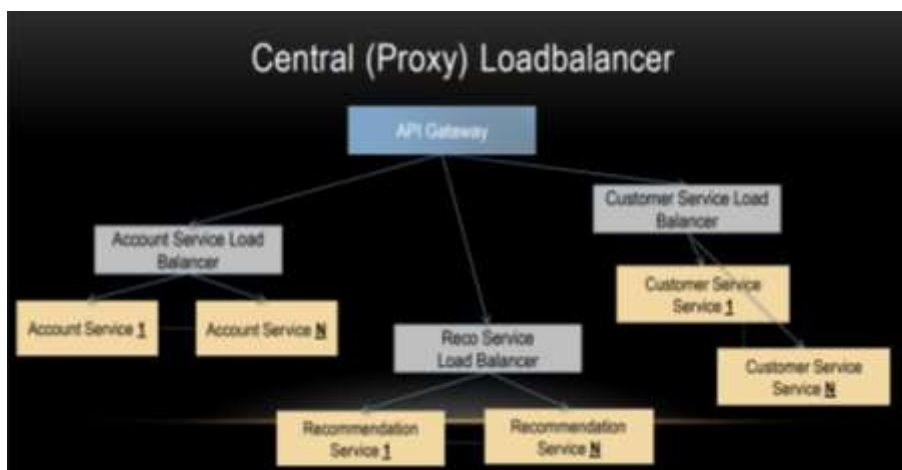 Central (Proxy) Loadbalancer
API Gateway
Customer Service Load
Balancer
Account Service Load
Balancer
Customer Service
Service 1
Account Service 1
Account Service N
Reco Service
Load Balancer
Customer Service
Service N
Recommendation
Service 1
Recommendation
Service N